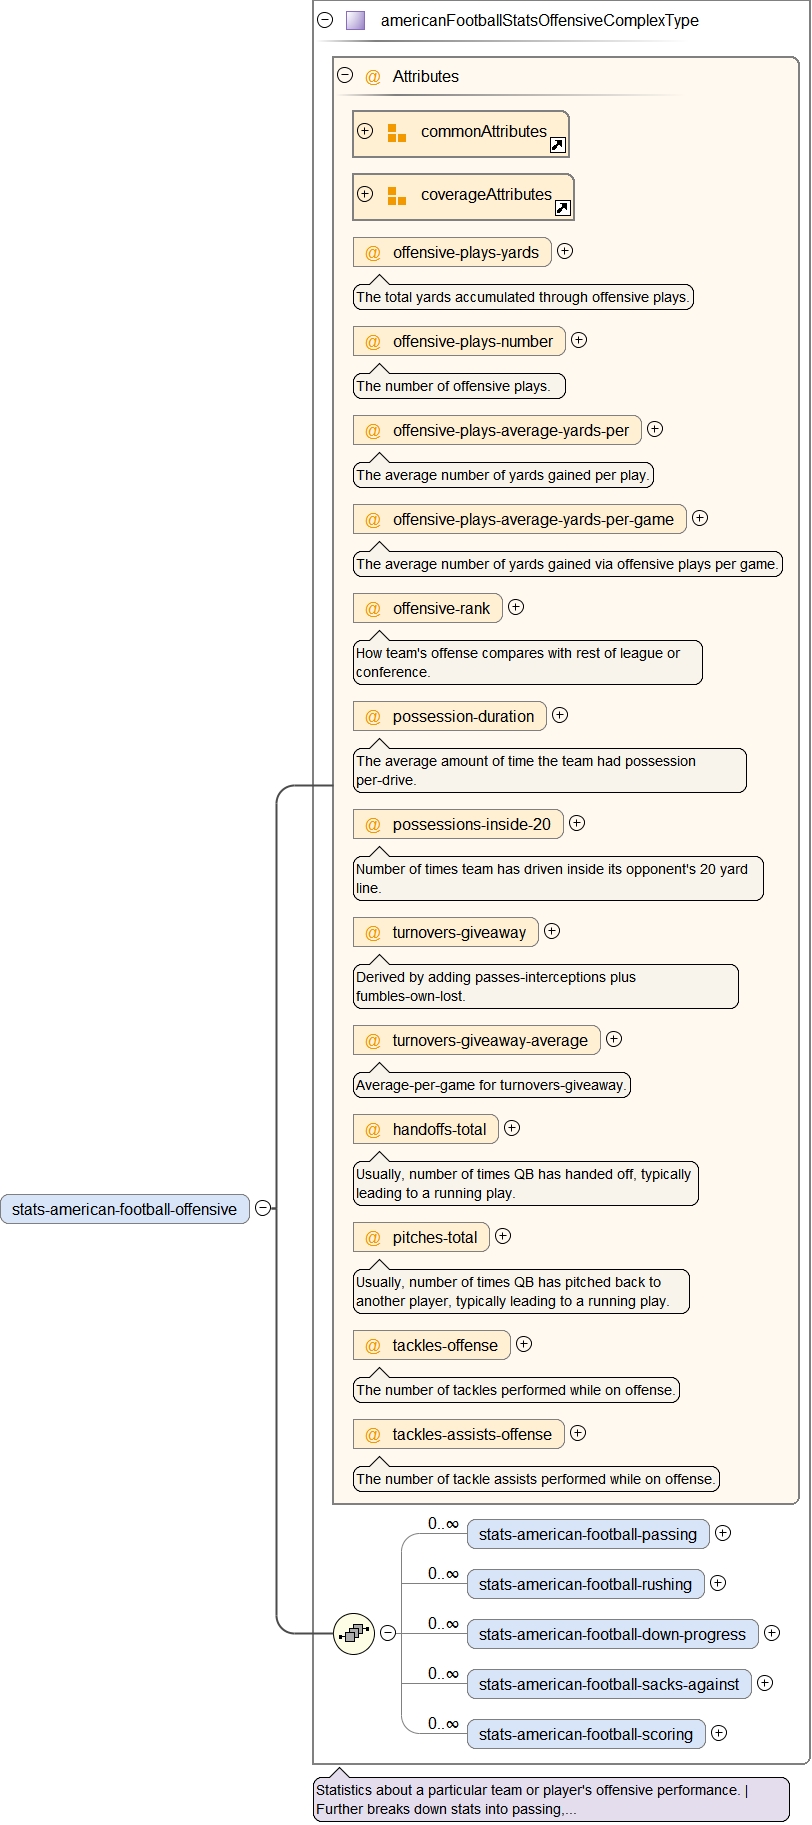 americanFootballStatsOffensiveComplexType
@ Attributes
commonAttributes
coverageAttributes
@ offensive-plays-yards
The total yards accumulated through offensive plays.
@ offensive-plays-number
The number of offensive plays.
@ offensive-plays-average-yards-per
The average number of yards gained per play.
@ offensive-plays-average-yards-per-game
The average number of yards gained via offensive plays per game.
@ offensive-rank
How team's offense compares with rest of league or
conference.
@ possession-duration
The average amount of time the team had possession
per-drive.
@ possessions-inside-20
Number of times team has driven inside its opponent's 20 yard
line.
@ turnovers-giveaway
Derived by adding passes-interceptions plus
fumbles-own-lost.
@ turnovers-giveaway-average
Average-per-game for turnovers-giveaway.
@ handoffs-total
Usually, number of times QB has handed off, typically
leading to a running play.
stats-american-football-offensive
@ pitches-total
Usually, number of times QB has pitched back to
another player, typically leading to a running play.
@ tackles-offense
The number of tackles performed while on offense.
@ tackles-assists-offense
The number of tackle assists performed while on offense.
0..∞ stats-american-football-passing
0..∞ stats-american-football-rushing
0..∞ stats-american-football-down-progress
0..∞ stats-american-football-sacks-against
0..∞ stats-american-football-scoring
Statistics about a particular team or player's offensive performance. |
Further breaks down stats into passing,...